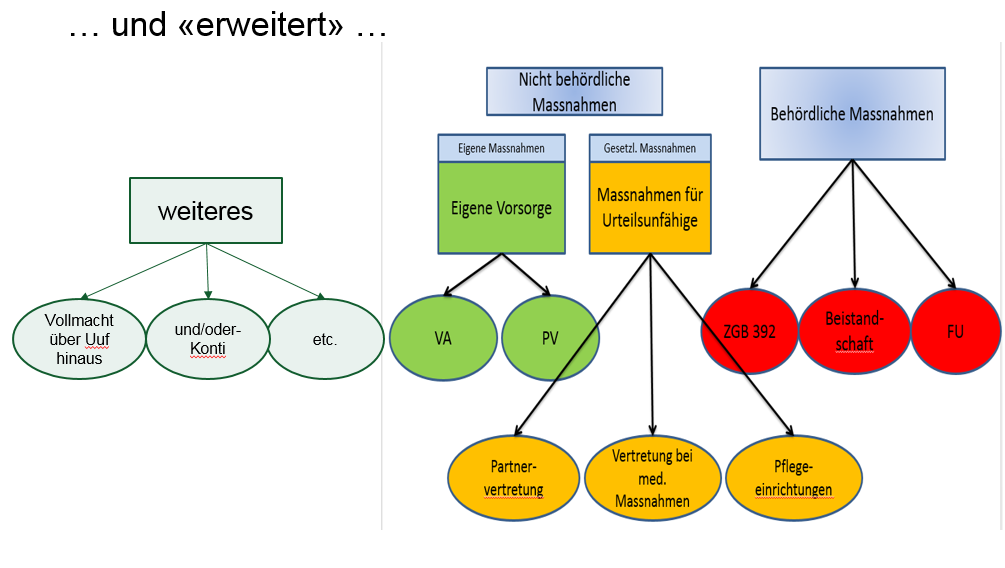 … und «erweitert» …
weiteres
Vollmacht
über Uuf
hinaus
und/oder-
Konti
etc.
Nicht behördliche
Massnahmen
Eigene Massnahmen
Eigene Vorsorge
VA
PV
Gesetzl. Massnahmen
Massnahmen für
Urteilsunfähige
Partner-
vertretung
Vertretung bei
med.
Massnahmen
Pflege-
einrichtungen
Behördliche Massnahmen
ZGB 392
Beistand-
schaft
FU